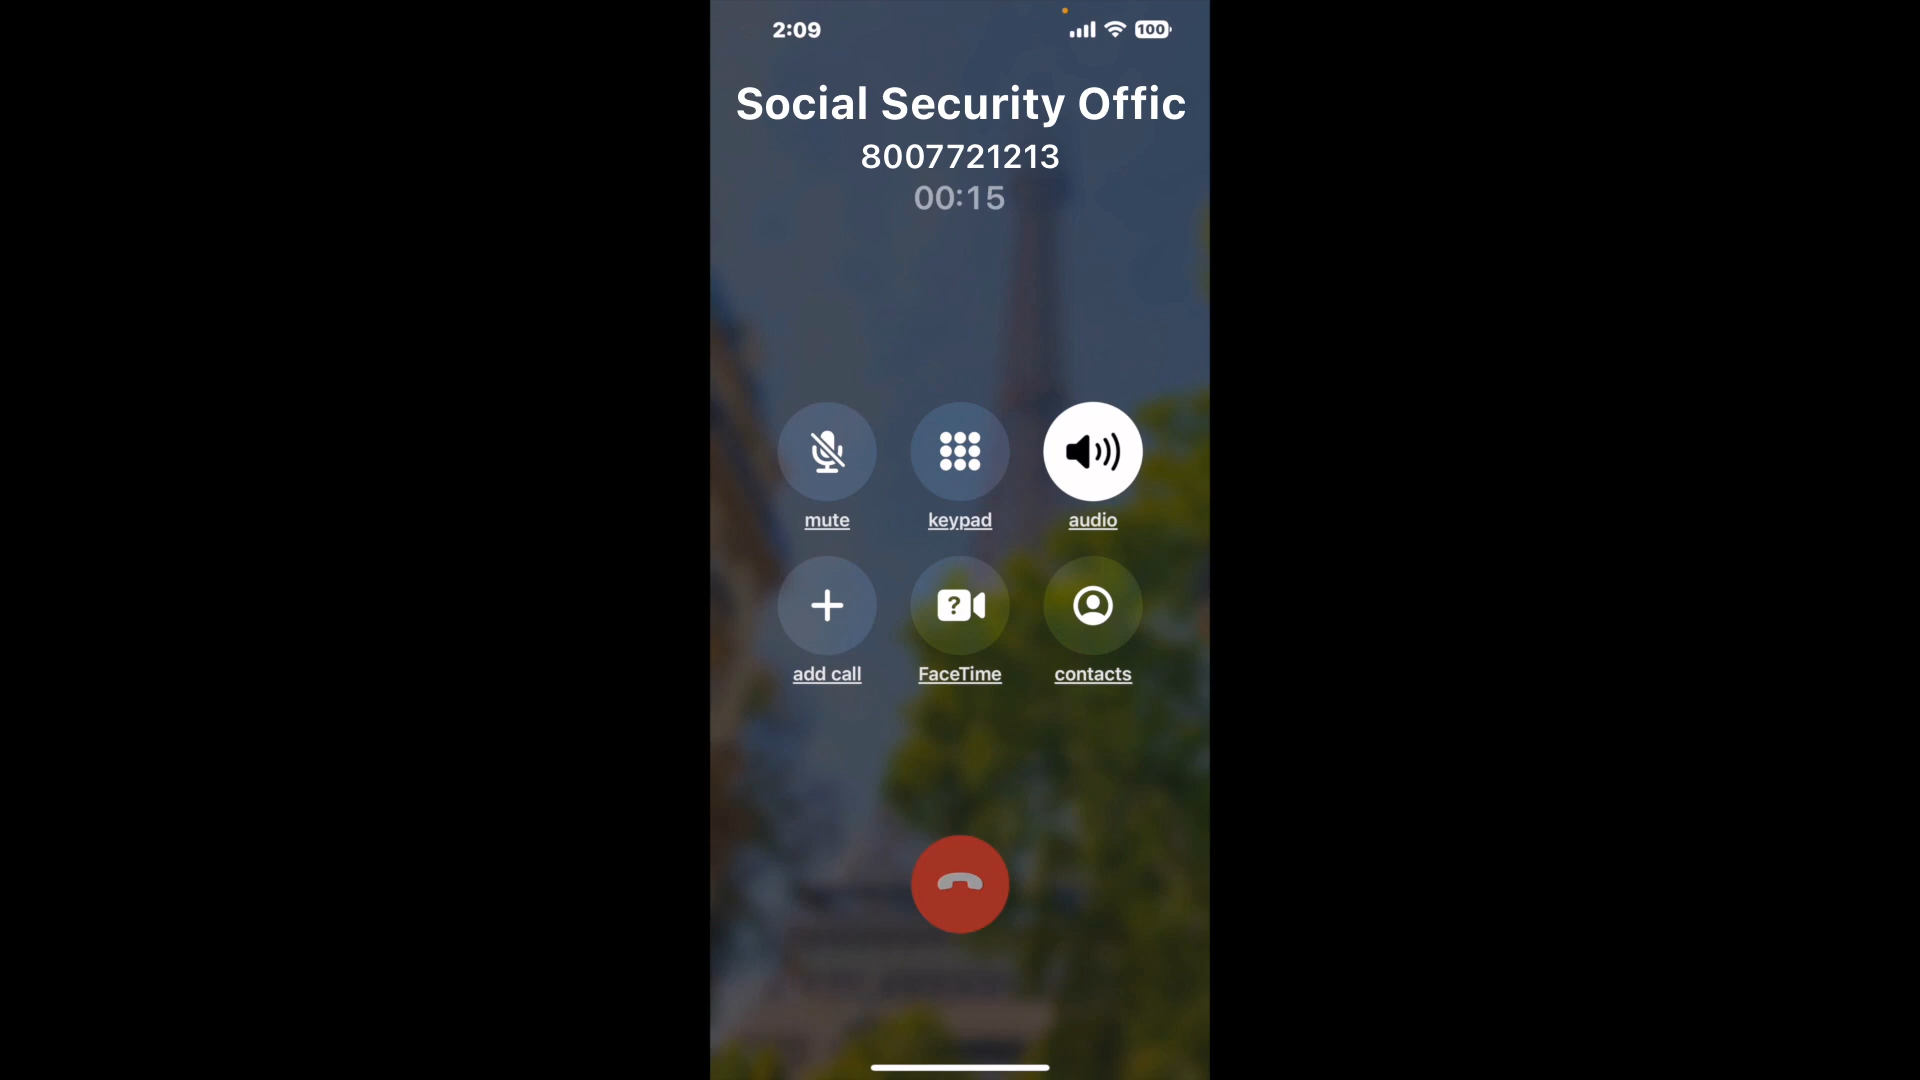 2:09
100
Social Security Offic
8007721213
00:15
mute
keypad
audio
?
add call
FaceTime
contacts